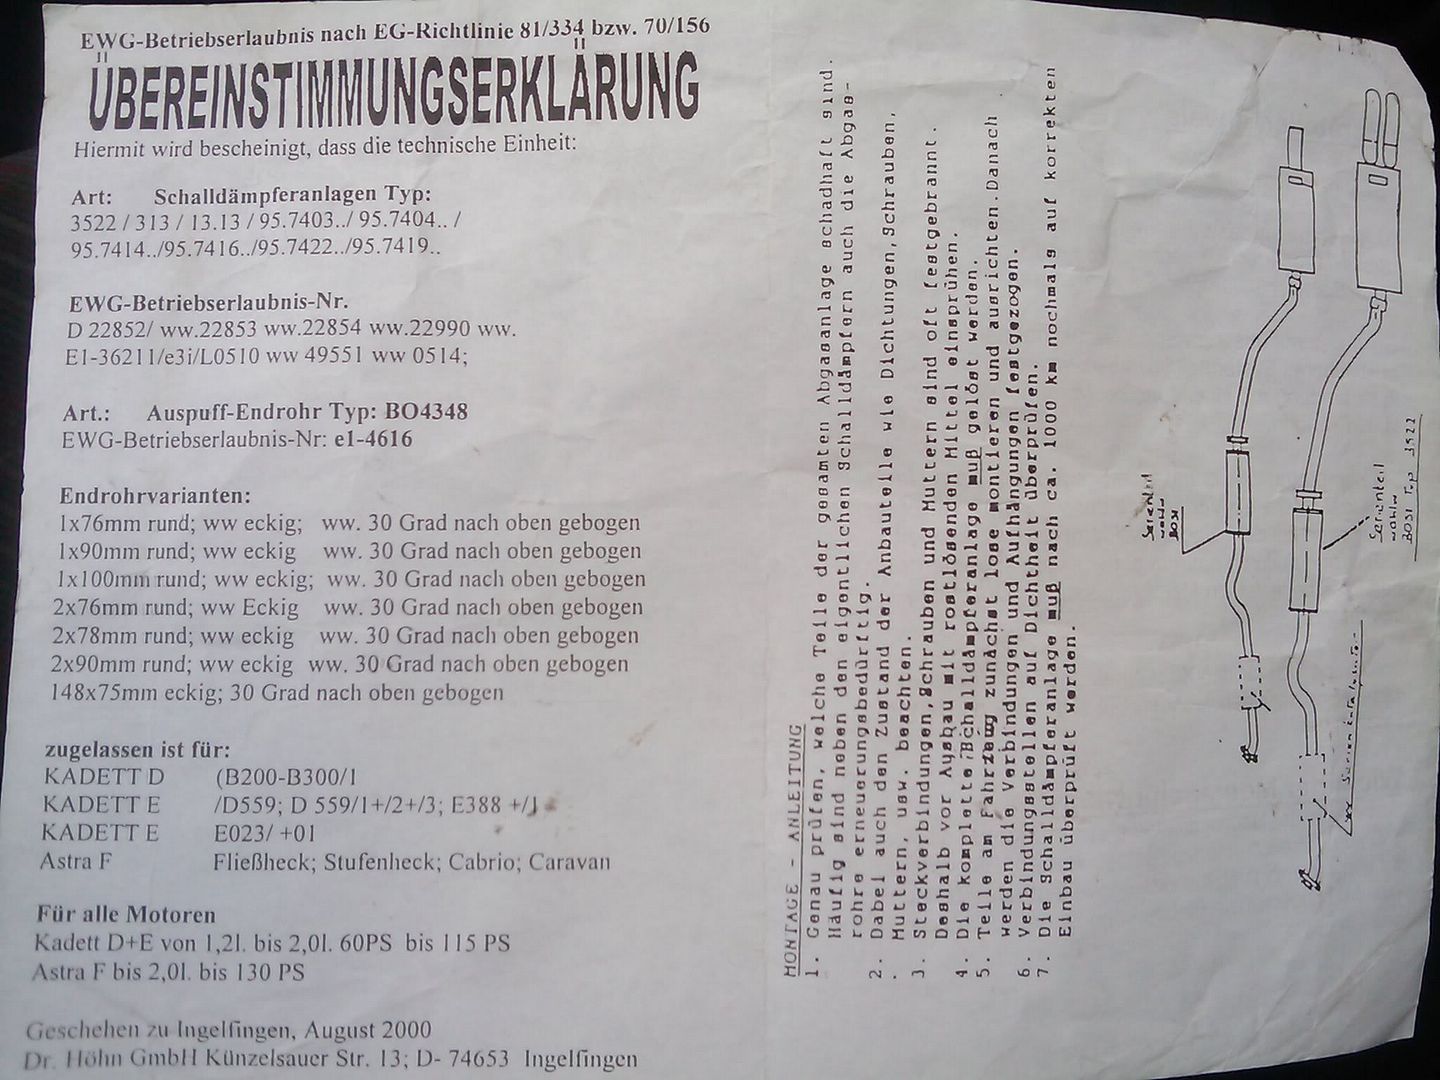 EWG-Betriebserlaubnis nach EG-Richtlinie 81/334 bzw. 70/156
ÜBEREINSTIMMUNGSERKLÄRUNG
Hiermit wird bescheinigt, dass die technische Einheit:
Art: Schalldämpferanlagen Typ:
3522 / 313 / 13.13 / 95.7403../ 95.7404.. /
95.7414../95.7416../95.7422../95.7419..
EWG-Betriebserlaubnis-Nr.
D 22852/ ww.22853 ww.22854 ww.22990 ww.
E1-36211/e3i/L0510 ww 49551 ww 0514;
Art.: Auspuff-Endrohr Typ: BO4348
EWG-Betriebserlaubnis-Nr: e1-4616
Endrohrvarianten:
1x76mm rund; ww eckig; ww. 30 Grad nach oben gebogen
1x90mm rund; ww eckig ww. 30 Grad nach oben gebogen
1x100mm rund; ww eckig; ww. 30 Grad nach oben gebogen
2x76mm rund; ww Eckig ww. 30 Grad nach oben gebogen
2x78mm rund; ww eckig ww. 30 Grad nach oben gebogen
2x90mm rund; ww eckig ww. 30 Grad nach oben gebogen
148x75mm eckig; 30 Grad nach oben gebogen
zugelassen ist für:
KADETT D (B200-B300/1
KADETT E /D559; D 559/1+/2+/3; E388 +/1
KADETT E E023/ +01
Astra F Fließheck; Stufenheck; Cabrio; Caravan
Für alle Motoren
Kadett D+E von 1,2l. bis 2,0l. 60PS bis 115 PS
Astra F bis 2,0l. bis 130 PS
Geschehen zu Ingelfingen, August 2000
Dr. Höhn GmbH Künzelsauer Str. 13; D- 74653 Ingelfingen
MONTAGE - ANLEITUNG
1. Genau prüfen, welche Teile der gesamten Abgasanlage schadhaft sind.
Häufig sind neben den eigentlichen Schalldämpfern auch die Abgas-
rohre erneuerungsbedürftig.
2. Dabei auch den Zustand der Anbauteile wie Dichtungen,Schrauben,
. Muttern, usw. beachten.
3. Steckverbindungen,Schrauben und Muttern sind oft festgebrannt.
Deshalb vor Ausbau mit rostlösenden Mittel einsprühen.
4. Die komplette Schalldämpferanlage muß gelöst werden.
5. Teile am Fahrzeug zunächst lose montieren und ausrichten.Danach
werden die Verbindungen und Aufhängungen festgezogen.
6. Verbindungsstellen auf Dichtheit überprüfen.
7. Die Schalldämpferanlage muß nach ca. 1000 km nochmals auf korrekten
Einbau überprüft werden.
Serienteil
wahlw
BOSI
Serienteil
wahlw
BOSI Typ 3522